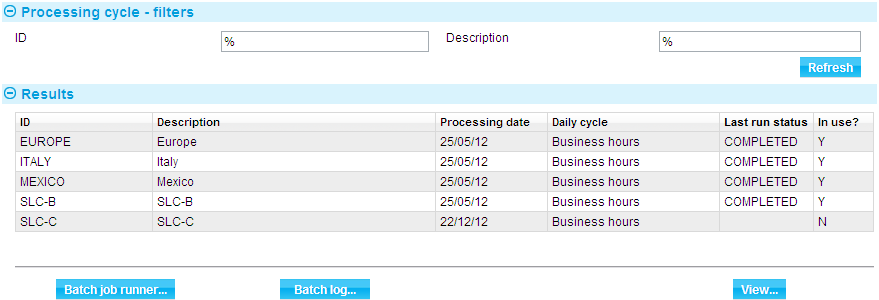 Processing cycle - filters
ID % Description %
Refresh
Results
ID Description Processing date Daily cycle Last run status In use?
EUROPE Europe 25/05/12 Business hours COMPLETED Y
ITALY Italy 25/05/12 Business hours COMPLETED Y
MEXICO Mexico 25/05/12 Business hours COMPLETED Y
SLC-B SLC-B 25/05/12 Business hours COMPLETED Y
SLC-C SLC-C 22/12/12 Business hours N
Batch job runner... Batch log... View...